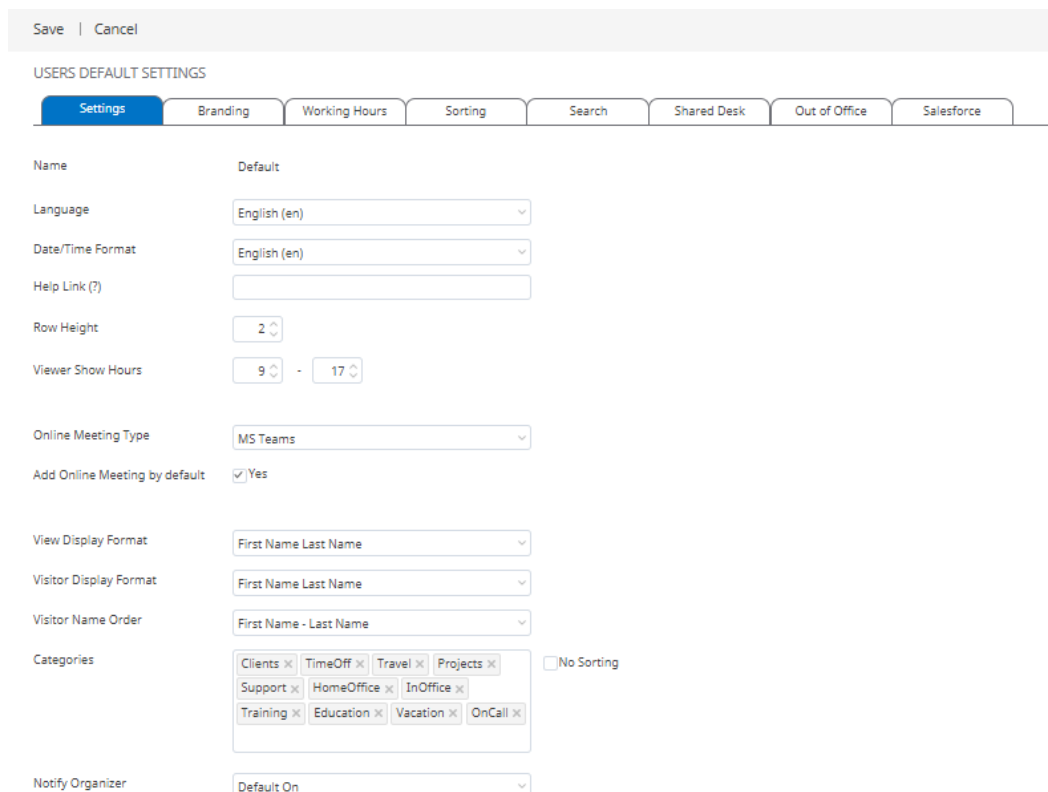 Save | Cancel
USERS DEFAULT SETTINGS
Settings Branding Working Hours Sorting Search Shared Desk Out of Office Salesforce
Name Default
Language English (en)
Date/Time Format English (en)
Help Link (?)
Row Height 2
Viewer Show Hours 9 - 17
Online Meeting Type MS Teams
Add Online Meeting by default Yes
View Display Format First Name Last Name
Visitor Display Format First Name Last Name
Visitor Name Order First Name - Last Name
Categories Clients × TimeOff × Travel × Projects × No Sorting
Support × HomeOffice × InOffice ×
Training × Education × Vacation × OnCall ×
Notify Organizer Default On